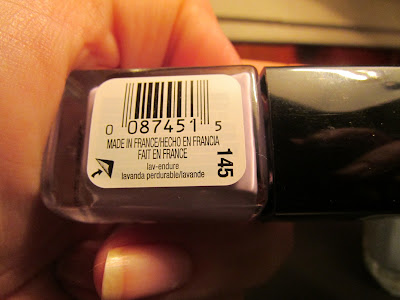 0 087451 5
MADE IN FRANCE/HECHO EN FRANCIA
FAIT EN FRANCE
lav-endure
lavanda perdurable/lavande
145